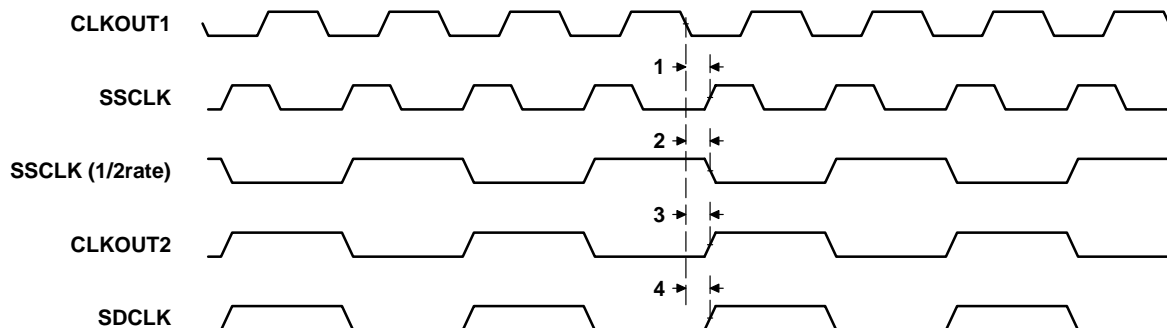 CLKOUT1
1
SSCLK
2
SSCLK (1/2rate)
3
CLKOUT2
4
SDCLK